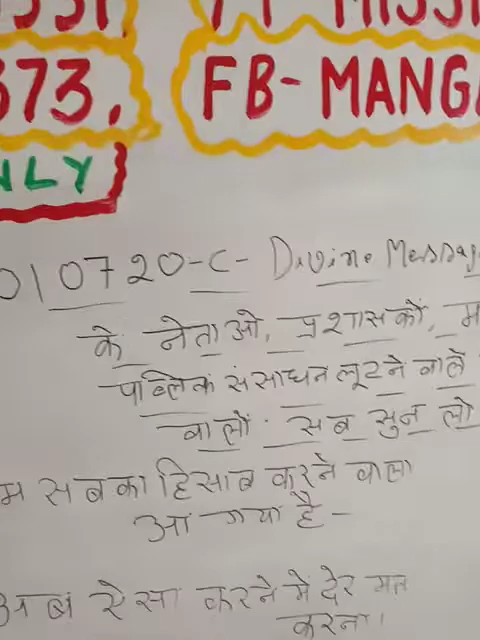 673.
FB- MANG
NLY
010720-C- Divine Messag
के नेताओ, प्रशासकों, म
पब्लिक संसाधन लूटने वाले
वालों सब सुन लो
म सबका हिसाब करने वाला
आ गया है -
अब ऐसा करने में देर मत
करना।